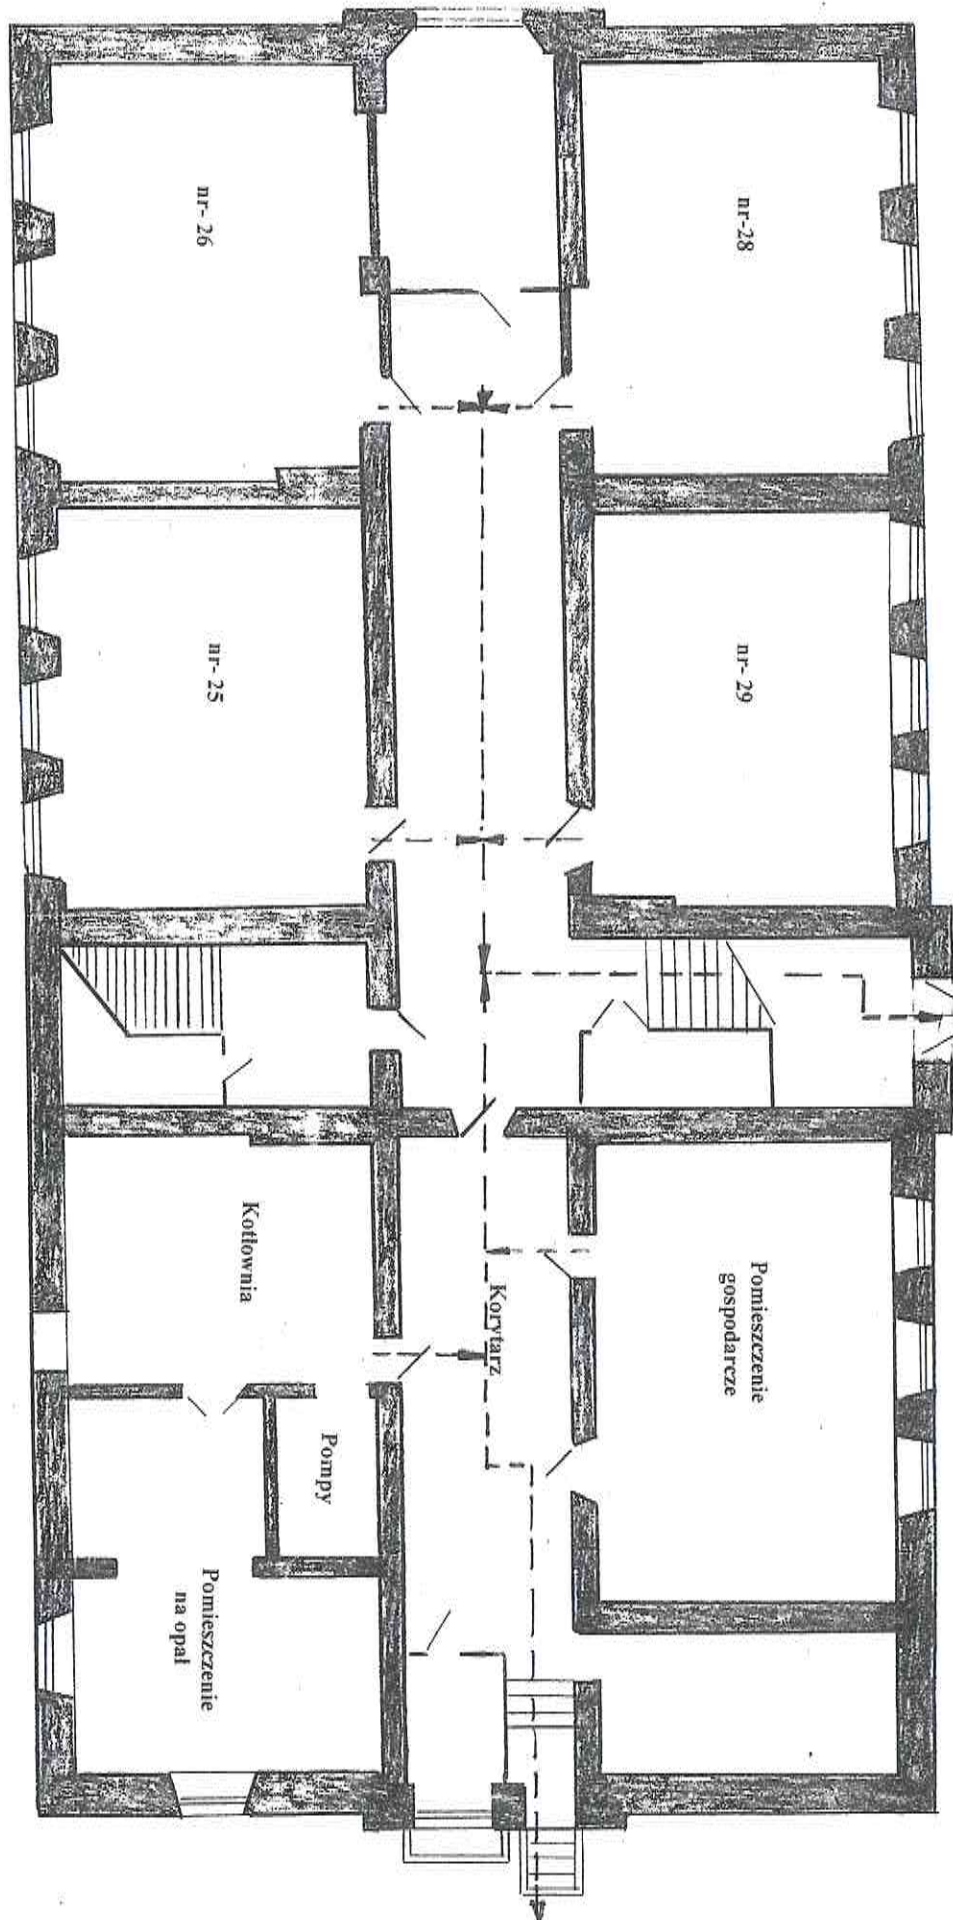 nr- 26
nr-28
nr- 25
nr- 29
Kotłownia
Korytarz
Pomieszczenie
gospodarcze
Pompy
Pomieszczenie
na opał